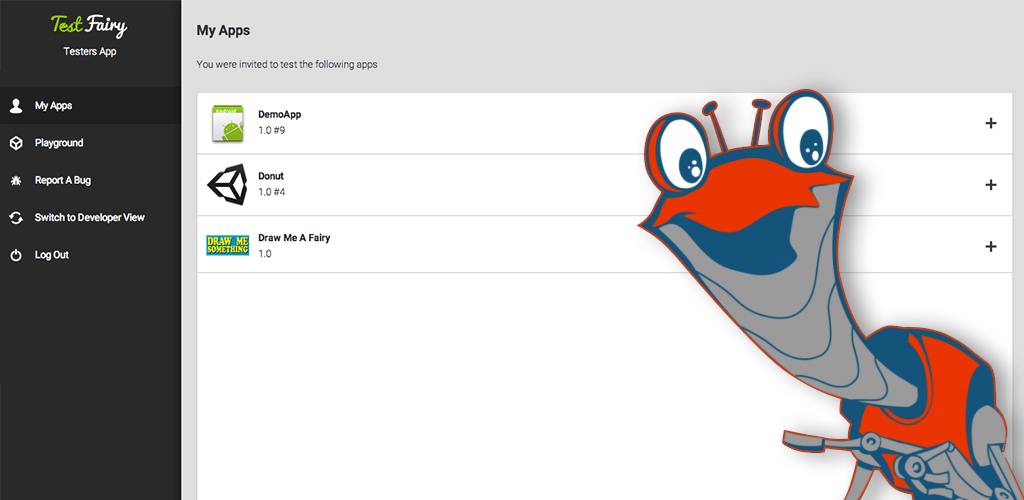 Test Fairy
Testers App
My Apps
Playground
Report A Bug
Switch to Developer View
Log Out
My Apps
You were invited to test the following apps
DemoApp
1.0 #9
Donut
1.0 #4
DRAW ME
SOMETHING
Draw Me A Fairy
1.0